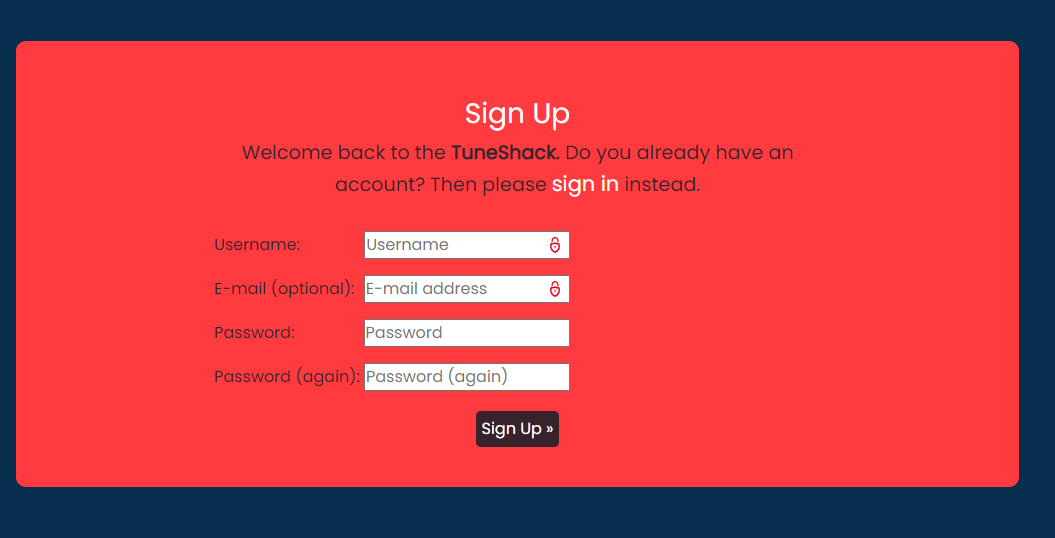 Sign Up
Welcome back to the TuneShack. Do you already have an
account? Then please sign in instead.
Username: Username
E-mail (optional): E-mail address
Password: Password
Password (again): Password (again)
Sign Up »